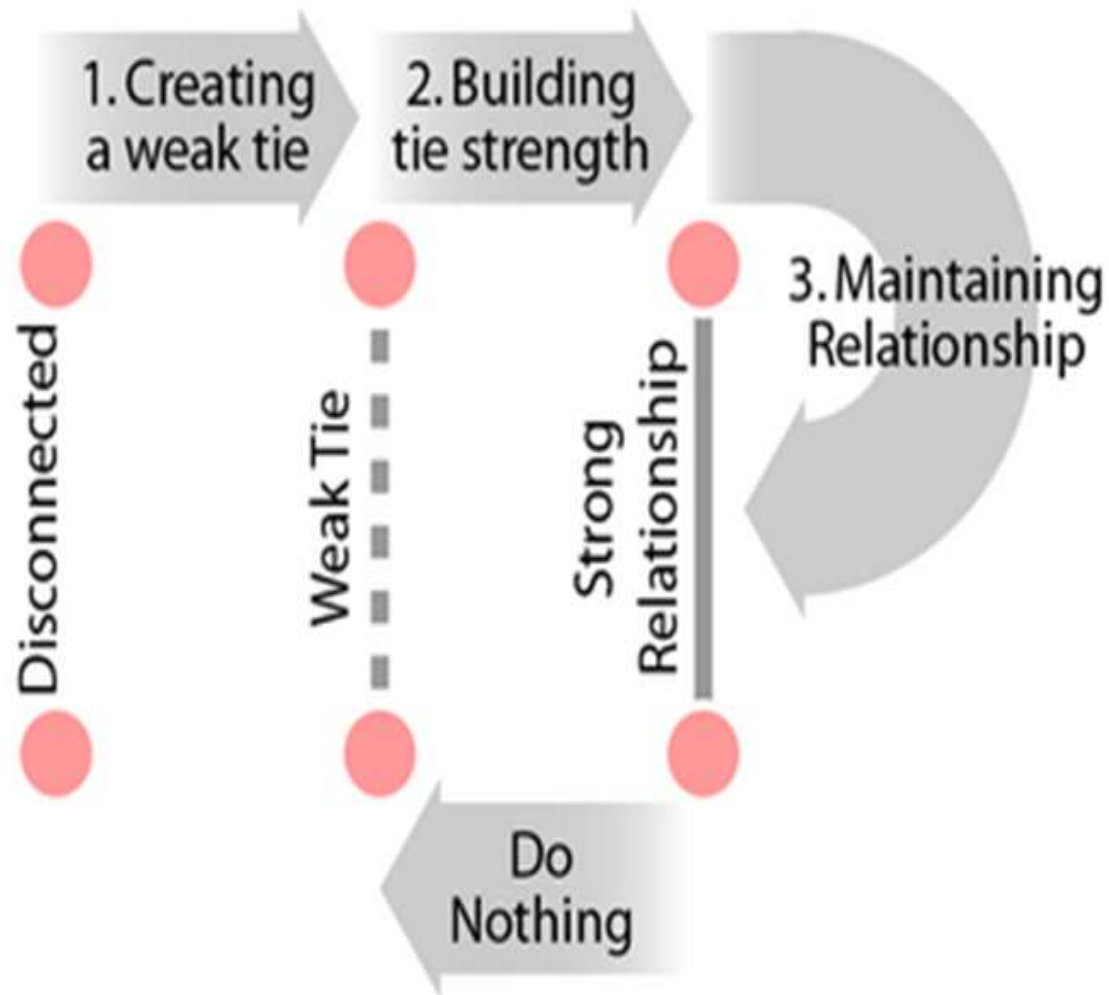 1. Creating
a weak tie
2. Building
tie strength
3. Maintaining
Relationship
Disconnected
Weak Tie
Strong
Relationship
Do
Nothing